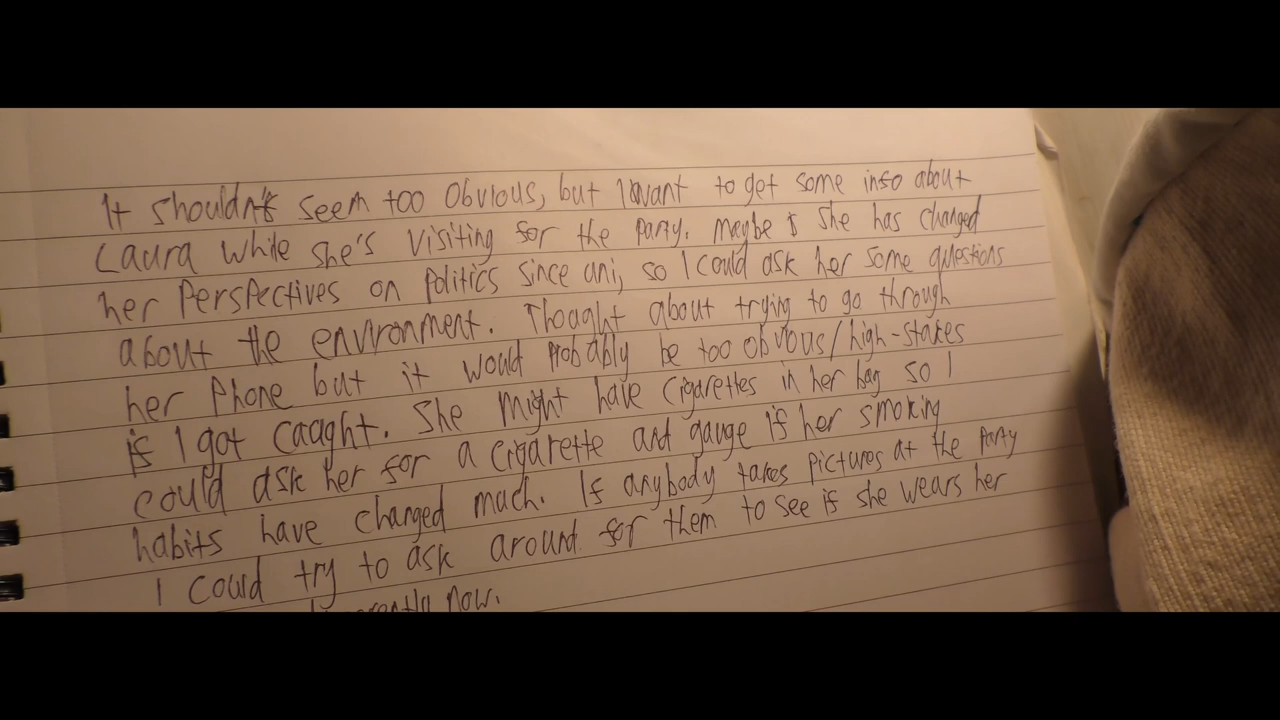 It shouldn't seem too obvious, but I want to get some info about
Laura while she's visiting for the party. Maybe if she has changed
her perspectives on politics since uni, so I could ask her some questions
about the environment. Thought about trying to go through
her phone but it would probably be too obvious/high-stakes
if I got caught. She might have cigarettes in her bag so I
could ask her for a cigarette and gauge if her smoking
habits have changed much. If anybody takes pictures at the party
I could try to ask around for them to see if she wears her
now.